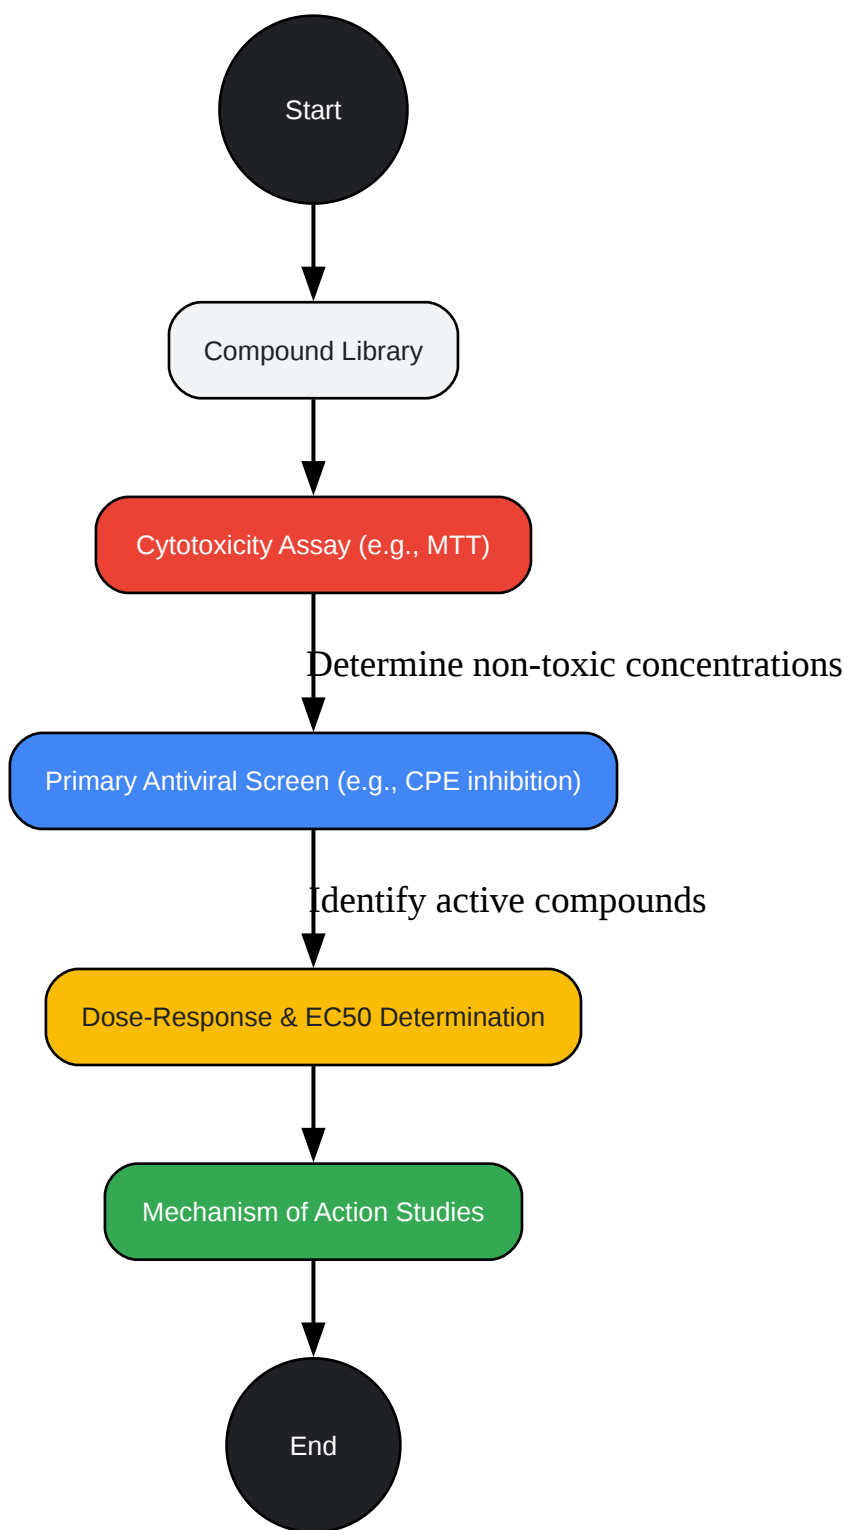 Start
Compound Library
Cytotoxicity Assay (e.g., MTT)
Determine non-toxic concentrations
Primary Antiviral Screen (e.g., CPE inhibition)
Identify active compounds
Dose-Response & EC50 Determination
Mechanism of Action Studies
End